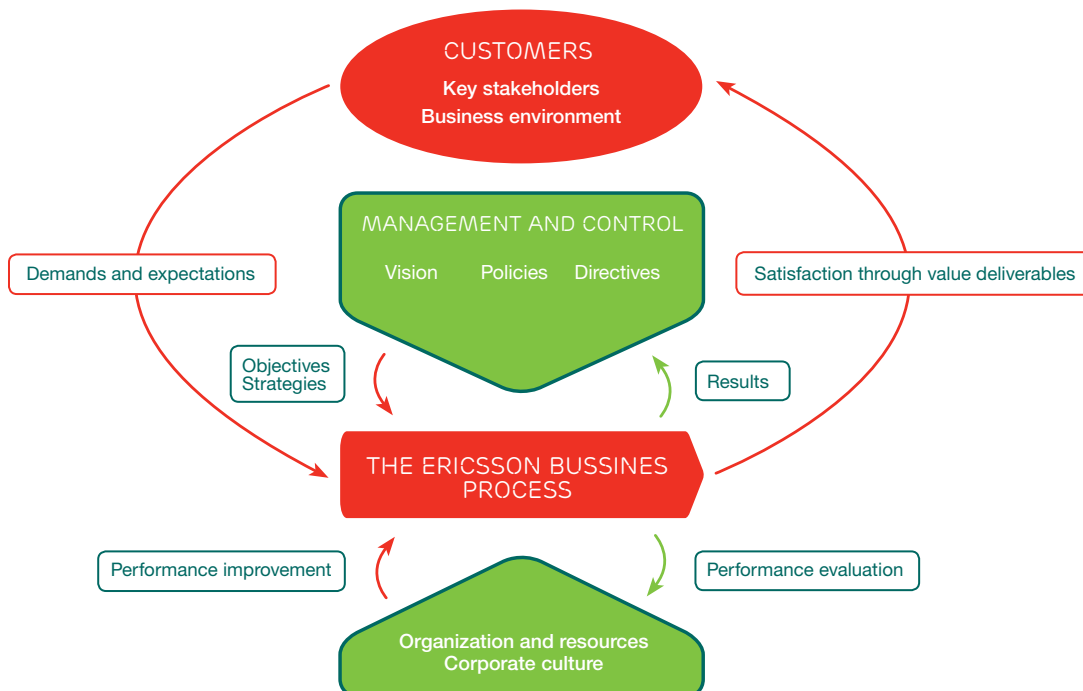 CUSTOMERS
Key stakeholders
Business environment
MANAGEMENT AND CONTROL
Vision Policies Directives
Demands and expectations
Satisfaction through value deliverables
Objectives
Strategies
Results
THE ERICSSON BUSSINES
PROCESS
Performance improvement
Performance evaluation
Organization and resources
Corporate culture